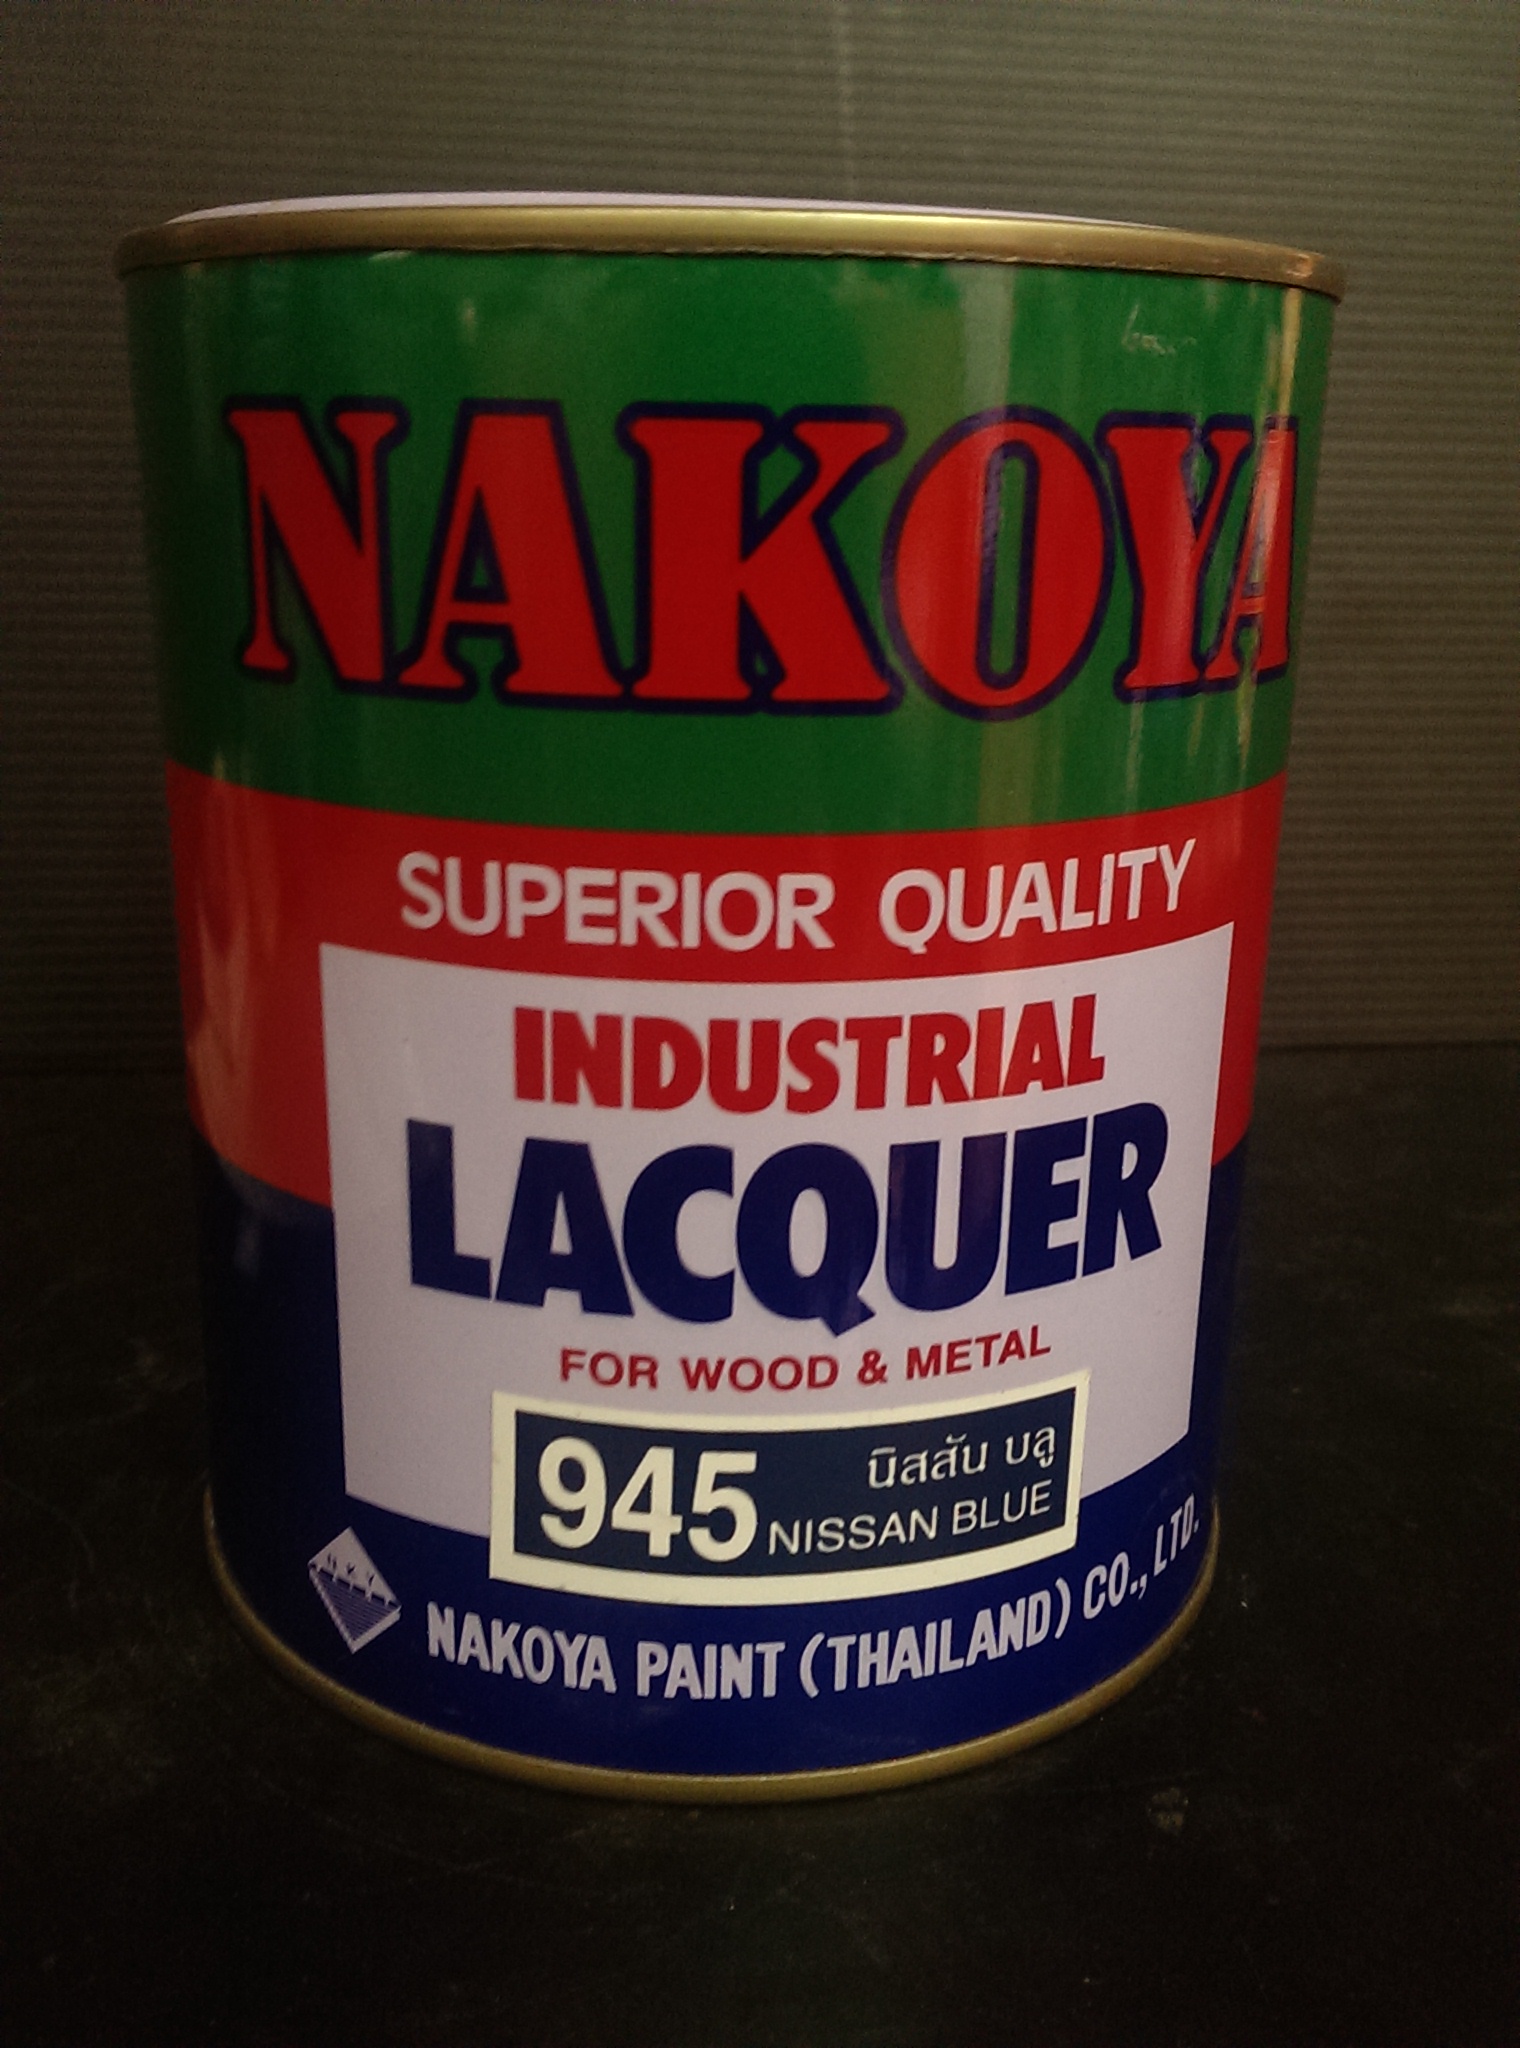 NAKOYA
SUPERIOR QUALITY
INDUSTRIAL
LACQUER
FOR WOOD & METAL
945
นิสสัน บลู
NISSAN BLUE
NAKOYA PAINT (THAILAND) CO., LTD.